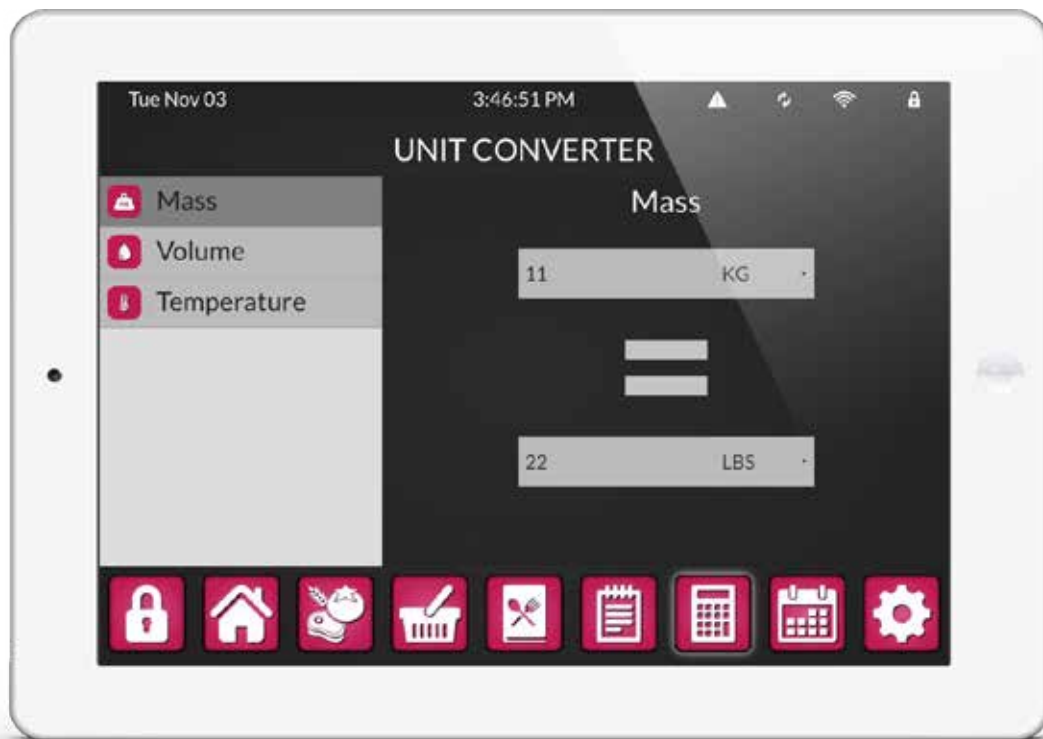 Tue Nov 03 3:46:51 PM
UNIT CONVERTER
Mass
Volume
Temperature
Mass
11 KG
22 LBS